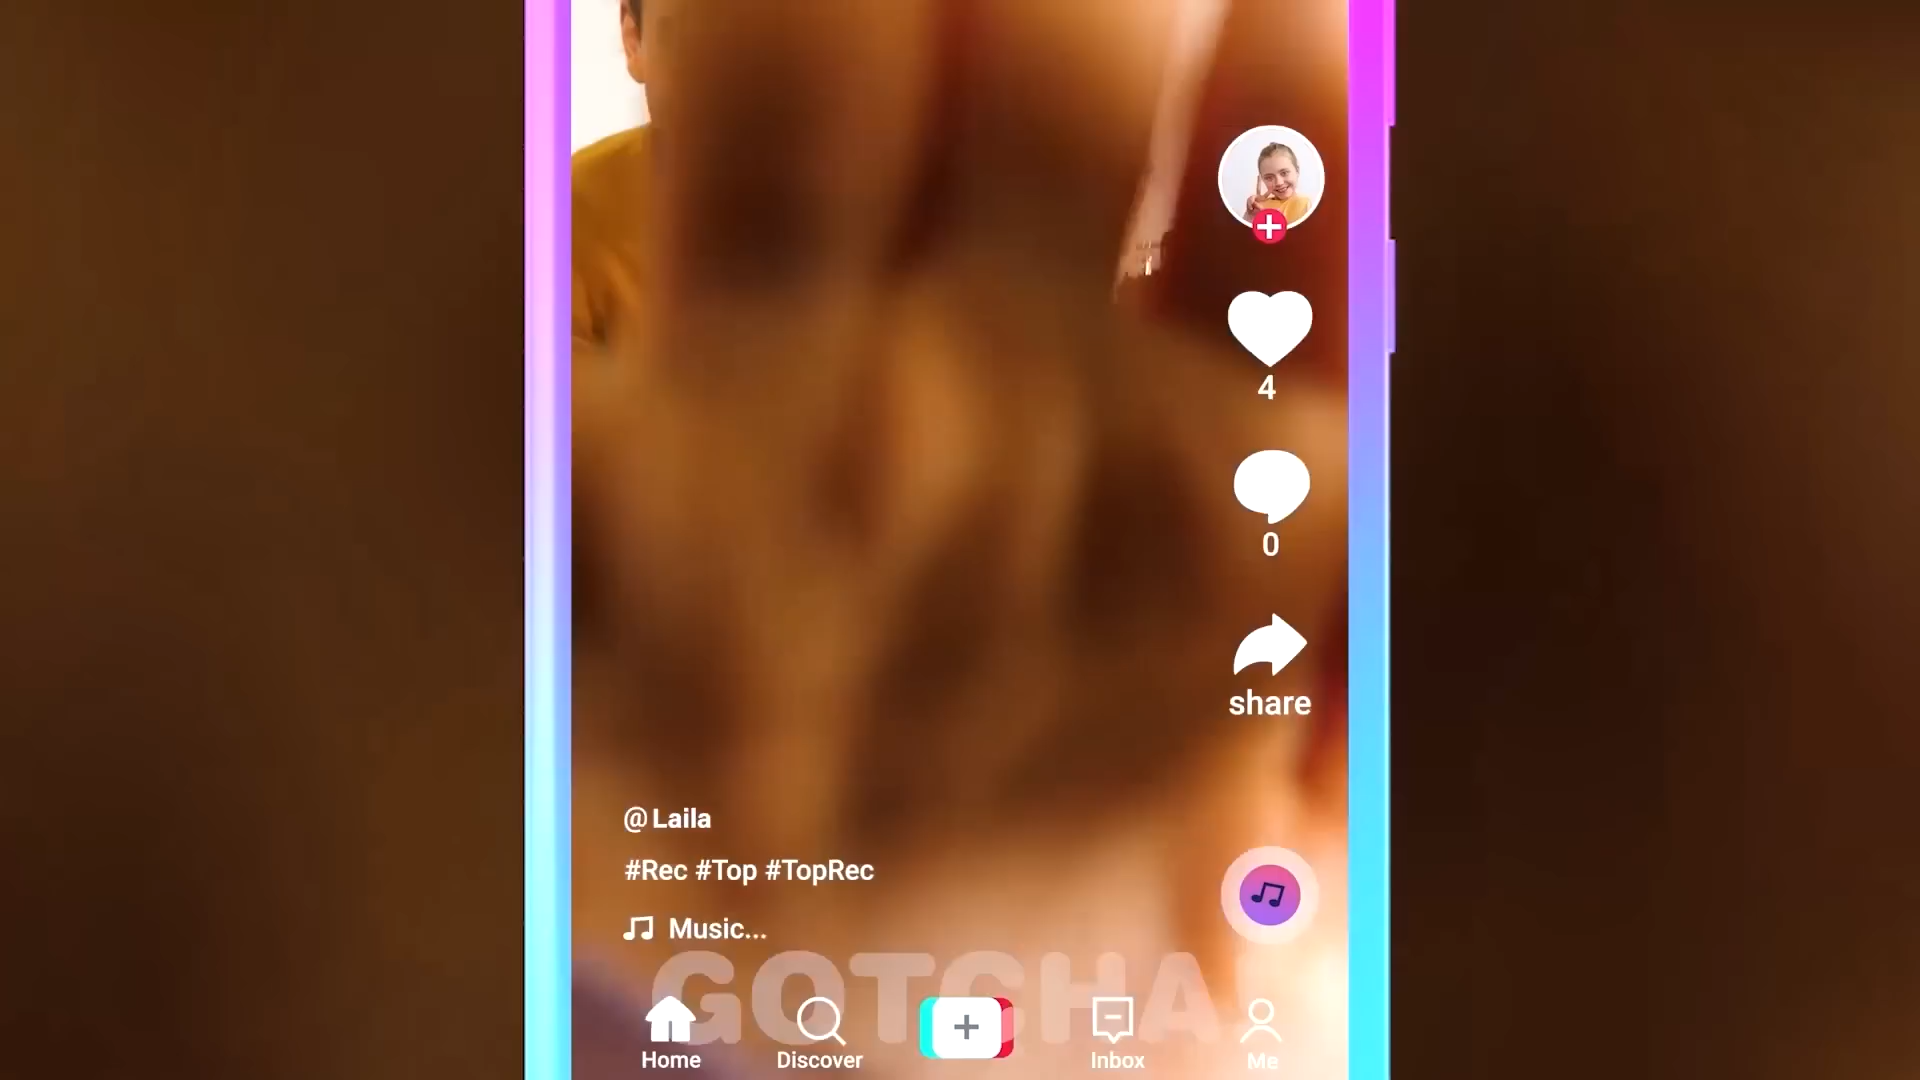 4
0
share
@Laila
#Rec #Top #TopRec
Music...
GOTCHA
Home
Discover
Inbox
Me